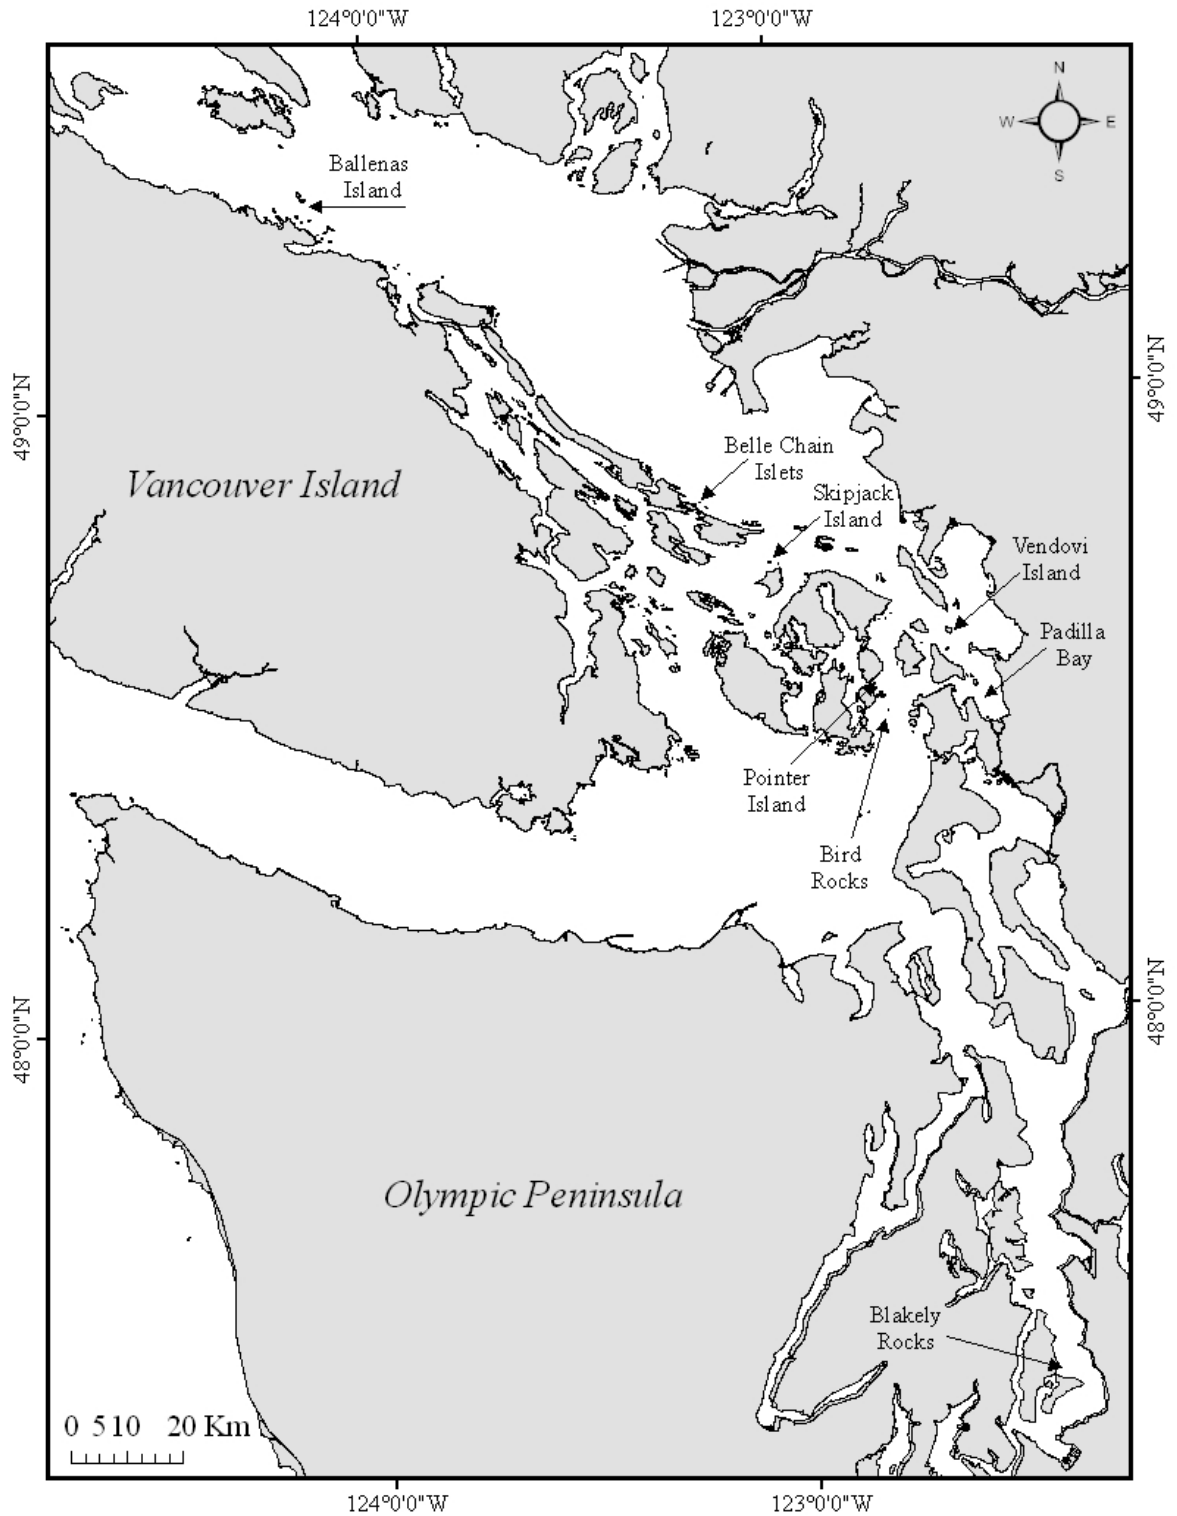 124°0'0"W
123°0'0"W
N
W
E
S
Ballenas
Island
49°0'0"N
49°0'0"N
Belle Chain
Islets
Vancouver Island
Skipjack
Island
Vendovi
Island
Padilla
Bay
Pointer
Island
Bird
Rocks
48°0'0"N
48°0'0"N
Olympic Peninsula
Blakely
Rocks
0 510 20 Km
124°0'0"W
123°0'0"W